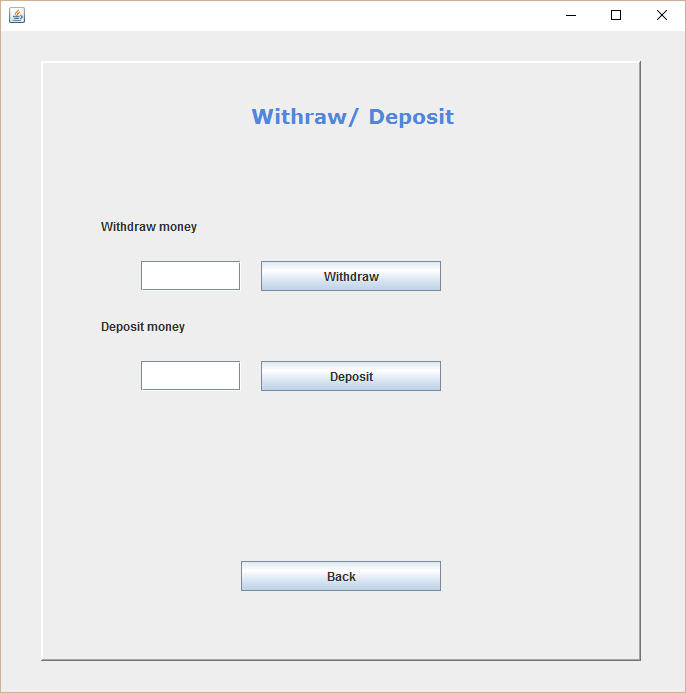 Withraw/ Deposit
Withdraw money
Withdraw
Deposit money
Deposit
Back